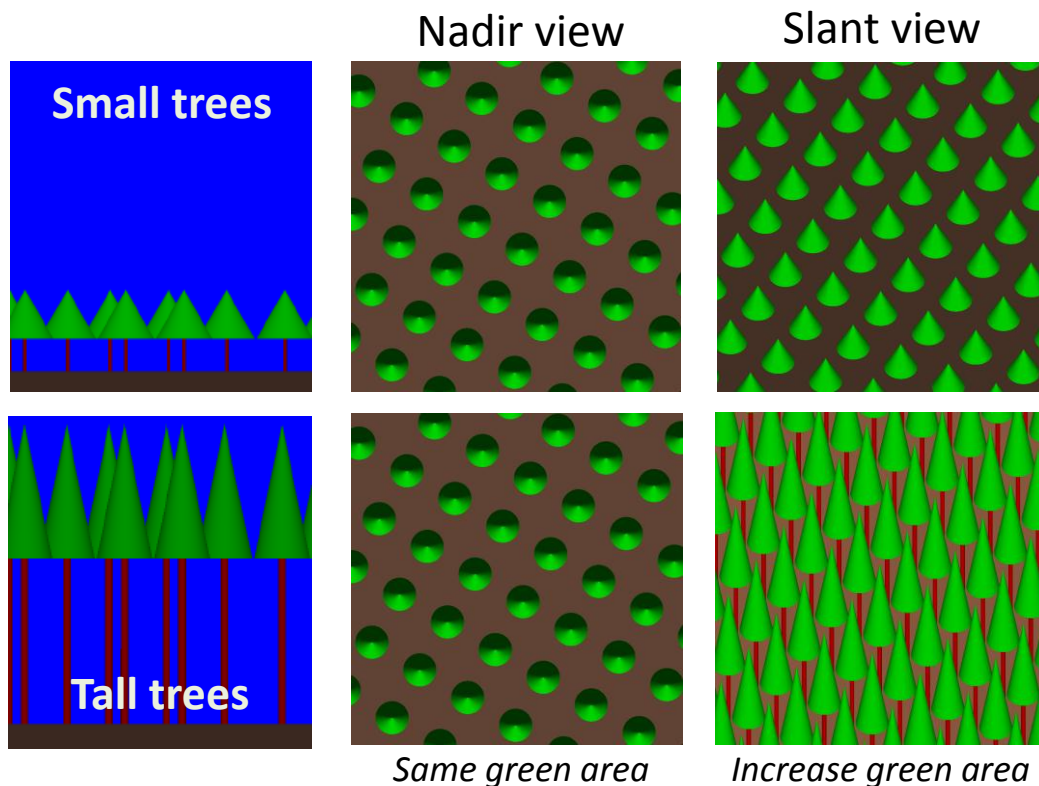 Nadir view
Slant view
Small trees
Tall trees
Same green area
Increase green area